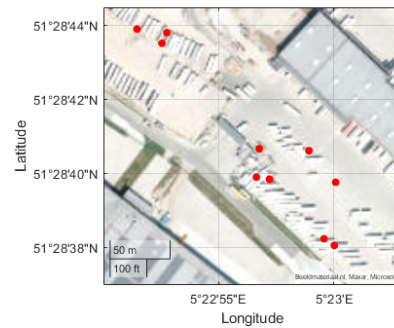 51°28'44"N
51°28'42"N
51°28'40"N
51°28'38"N
Latitude
50 m
100 ft
Beeldmateriaal.nl, Maxar, Microsof
5°22'55"E
5°23'E
Longitude